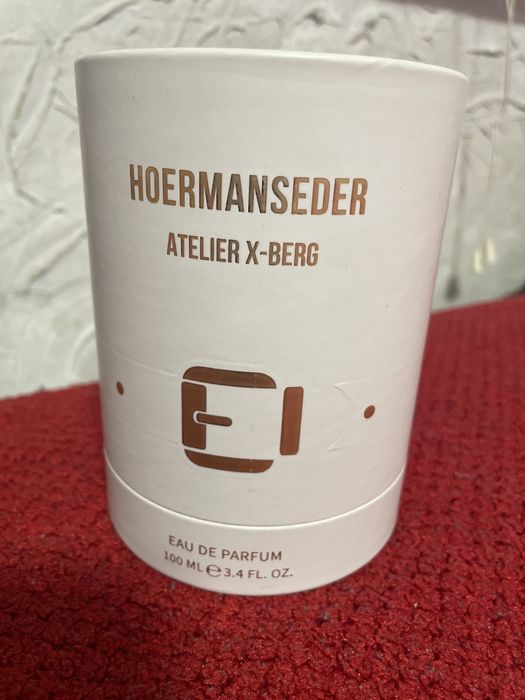 HOERMANSEDER
ATELIER X-BERG
EAU DE PARFUM
100 ML ℮ 3.4 FL. OZ.